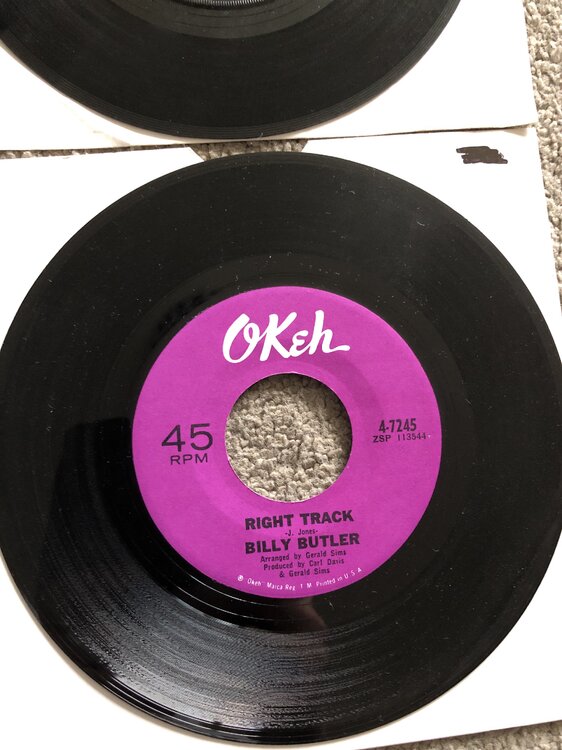 OKeh
45
RPM
4-7245
ZSP 113544
RIGHT TRACK
-J. Jones-
BILLY BUTLER
Arranged by Gerald Sims
Produced by Carl Davis
& Gerald Sims
© "Okeh" Marca Reg. T M Printed in U S A